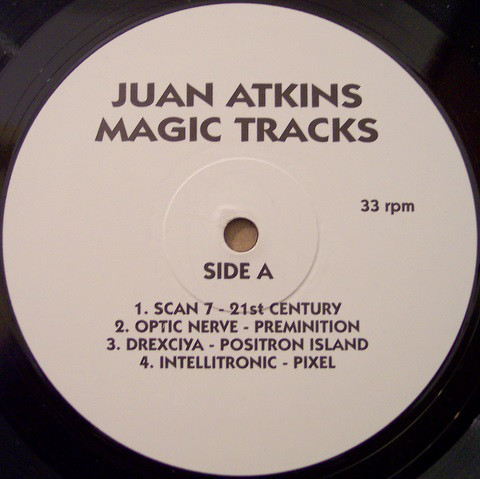 JUAN ATKINS
MAGIC TRACKS
33 rpm
SIDE A
1. SCAN 7 - 21st CENTURY
2. OPTIC NERVE - PREMINITION
3. DREXCIYA - POSITRON ISLAND
4. INTELLITRONIC - PIXEL